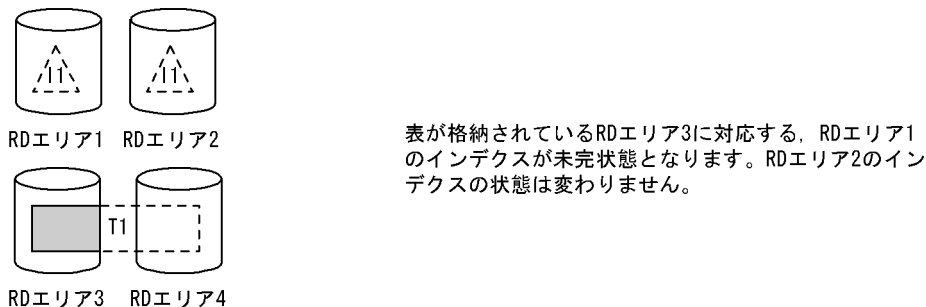 I1 I1
RDエリア1 RDエリア2
表が格納されているRDエリア3に対応する，RDエリア1
のインデクスが未完状態となります。RDエリア2のイン
デクスの状態は変わりません。
T1
RDエリア3 RDエリア4